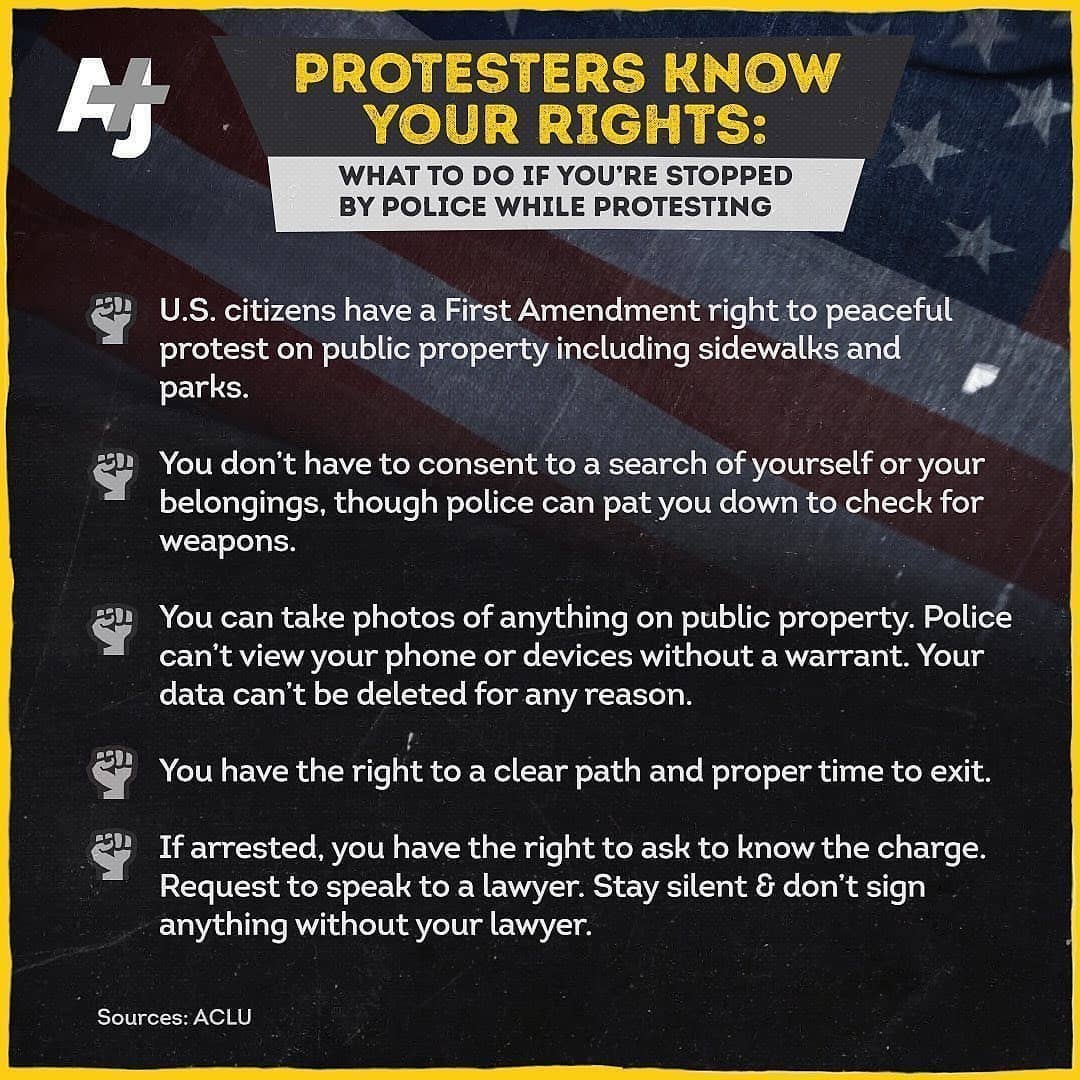 AJ+
PROTESTERS KNOW
YOUR RIGHTS:
WHAT TO DO IF YOU'RE STOPPED
BY POLICE WHILE PROTESTING
U.S. citizens have a First Amendment right to peaceful
protest on public property including sidewalks and
parks.
You don't have to consent to a search of yourself or your
belongings, though police can pat you down to check for
weapons.
You can take photos of anything on public property. Police
can't view your phone or devices without a warrant. Your
data can't be deleted for any reason.
You have the right to a clear path and proper time to exit.
If arrested, you have the right to ask to know the charge.
Request to speak to a lawyer. Stay silent & don't sign
anything without your lawyer.
Sources: ACLU